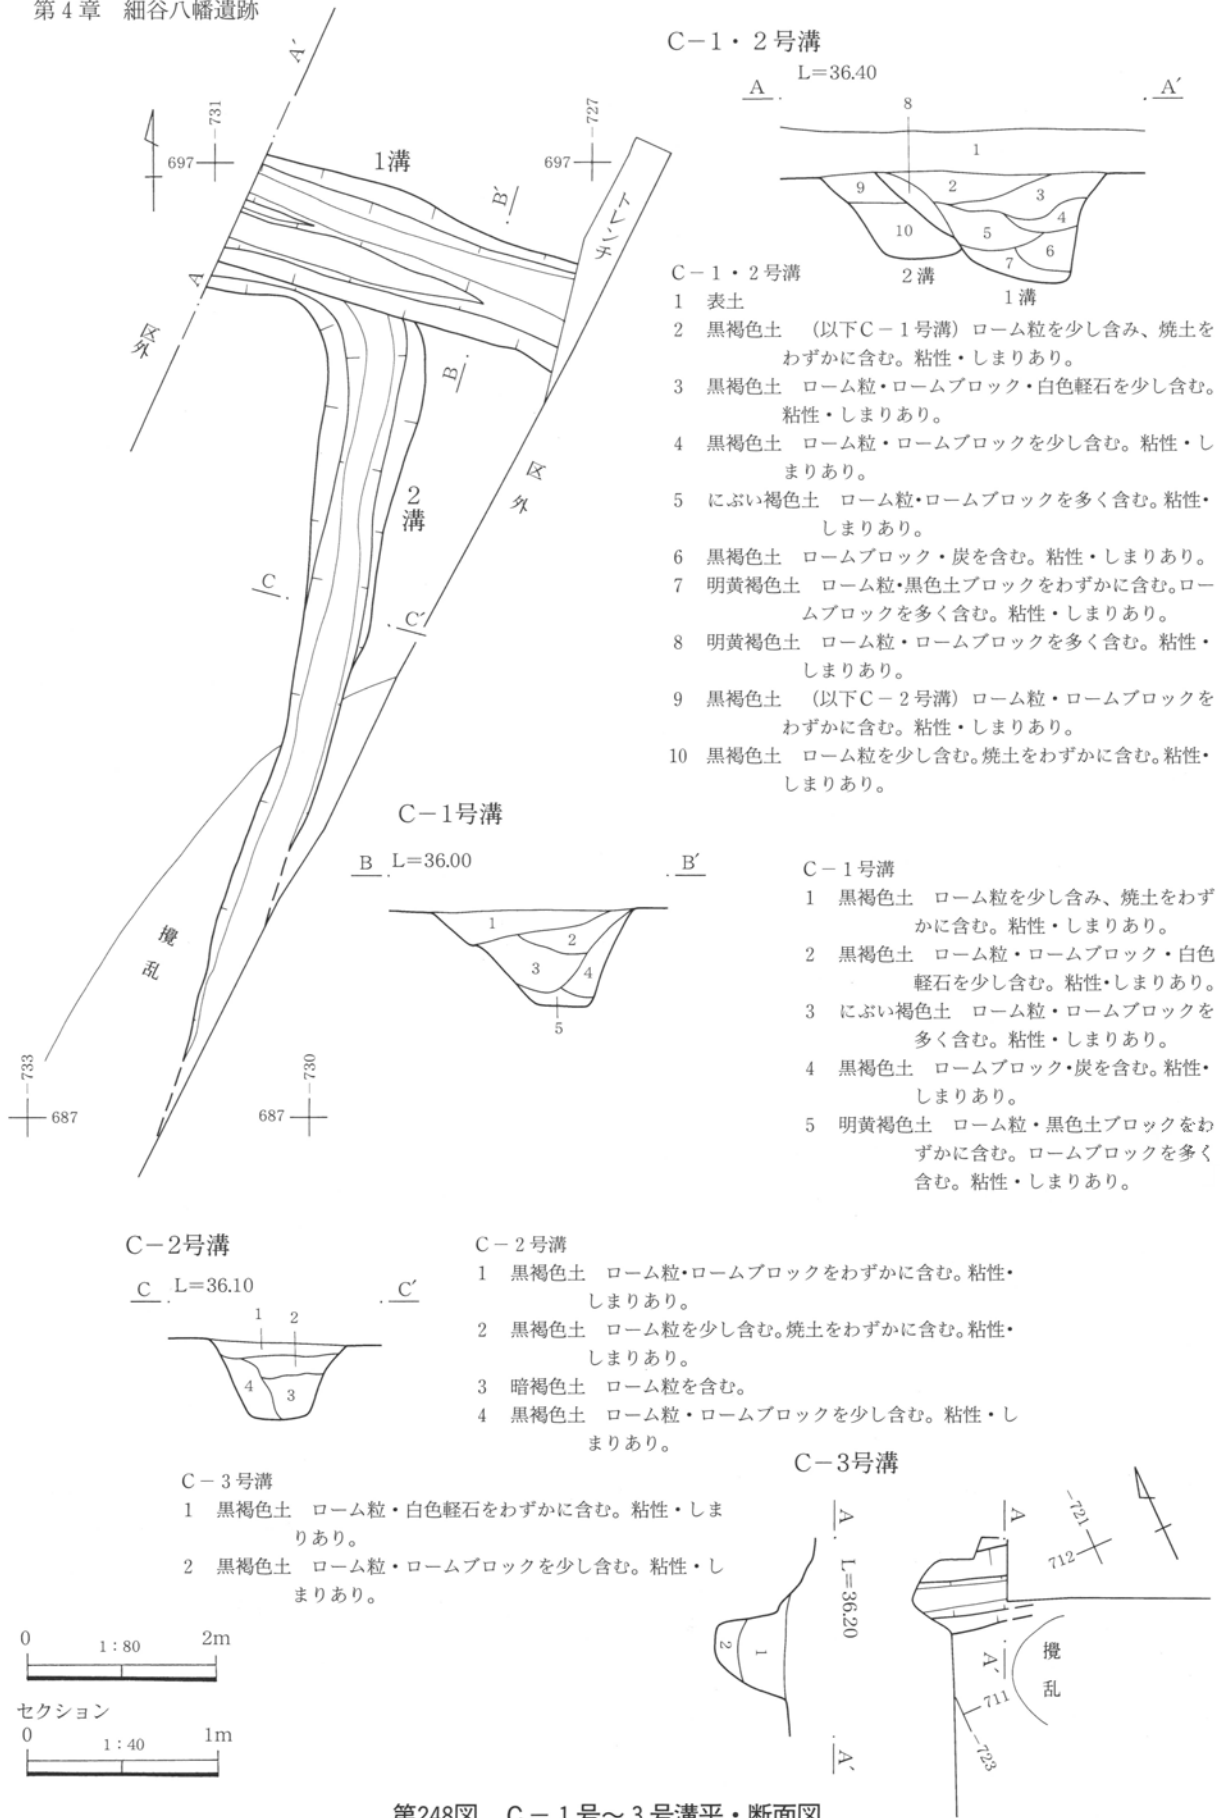 第4章　細谷八幡遺跡
A′
-731
-727
697
697
1溝
B′
トレンチ
A
区外
B
2溝
区外
C
C′
攪乱
-733
687
-730
687
C－1・2号溝
L=36.40
A
A′
8
1
9
2
3
4
10
5
6
7
2溝
1溝
C－1・2号溝
1　表土
2　黒褐色土　（以下C－1号溝）ローム粒を少し含み、焼土を
わずかに含む。粘性・しまりあり。
3　黒褐色土　ローム粒・ロームブロック・白色軽石を少し含む。
粘性・しまりあり。
4　黒褐色土　ローム粒・ロームブロックを少し含む。粘性・し
まりあり。
5　にぶい褐色土　ローム粒・ロームブロックを多く含む。粘性・
しまりあり。
6　黒褐色土　ロームブロック・炭を含む。粘性・しまりあり。
7　明黄褐色土　ローム粒・黒色土ブロックをわずかに含む。ロー
ムブロックを多く含む。粘性・しまりあり。
8　明黄褐色土　ローム粒・ロームブロックを多く含む。粘性・
しまりあり。
9　黒褐色土　（以下C－2号溝）ローム粒・ロームブロックを
わずかに含む。粘性・しまりあり。
10　黒褐色土　ローム粒を少し含む。焼土をわずかに含む。粘性・
しまりあり。
C－1号溝
B L=36.00
B′
1
2
3
4
5
C－1号溝
1　黒褐色土　ローム粒を少し含み、焼土をわず
かに含む。粘性・しまりあり。
2　黒褐色土　ローム粒・ロームブロック・白色
軽石を少し含む。粘性・しまりあり。
3　にぶい褐色土　ローム粒・ロームブロックを
多く含む。粘性・しまりあり。
4　黒褐色土　ロームブロック・炭を含む。粘性・
しまりあり。
5　明黄褐色土　ローム粒・黒色土ブロックをわ
ずかに含む。ロームブロックを多く
含む。粘性・しまりあり。
C－2号溝
C L=36.10
C′
1
2
4
3
C－2号溝
1　黒褐色土　ローム粒・ロームブロックをわずかに含む。粘性・
しまりあり。
2　黒褐色土　ローム粒を少し含む。焼土をわずかに含む。粘性・
しまりあり。
3　暗褐色土　ローム粒を含む。
4　黒褐色土　ローム粒・ロームブロックを少し含む。粘性・し
まりあり。
C－3号溝
1　黒褐色土　ローム粒・白色軽石をわずかに含む。粘性・しま
りあり。
2　黒褐色土　ローム粒・ロームブロックを少し含む。粘性・し
まりあり。
C－3号溝
A
L=36.20
A′
2
1
A
A′
-721
712
攪乱
711
-723
0
1：80
2m
セクション
0
1：40
1m
第248図　C－1号～3号溝平・断面図